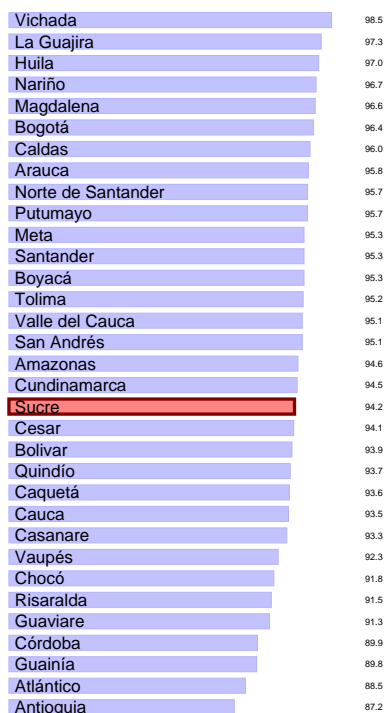 Vichada 98.5
La Guajira 97.3
Huila 97.0
Nariño 96.7
Magdalena 96.6
Bogotá 96.4
Caldas 96.0
Arauca 95.8
Norte de Santander 95.7
Putumayo 95.7
Meta 95.3
Santander 95.3
Boyacá 95.3
Tolima 95.2
Valle del Cauca 95.1
San Andrés 95.1
Amazonas 94.6
Cundinamarca 94.5
Sucre 94.2
Cesar 94.1
Bolivar 93.9
Quindío 93.7
Caquetá 93.6
Cauca 93.5
Casanare 93.3
Vaupés 92.3
Chocó 91.8
Risaralda 91.5
Guaviare 91.3
Córdoba 89.9
Guainía 89.8
Atlántico 88.5
Antioquia 87.2